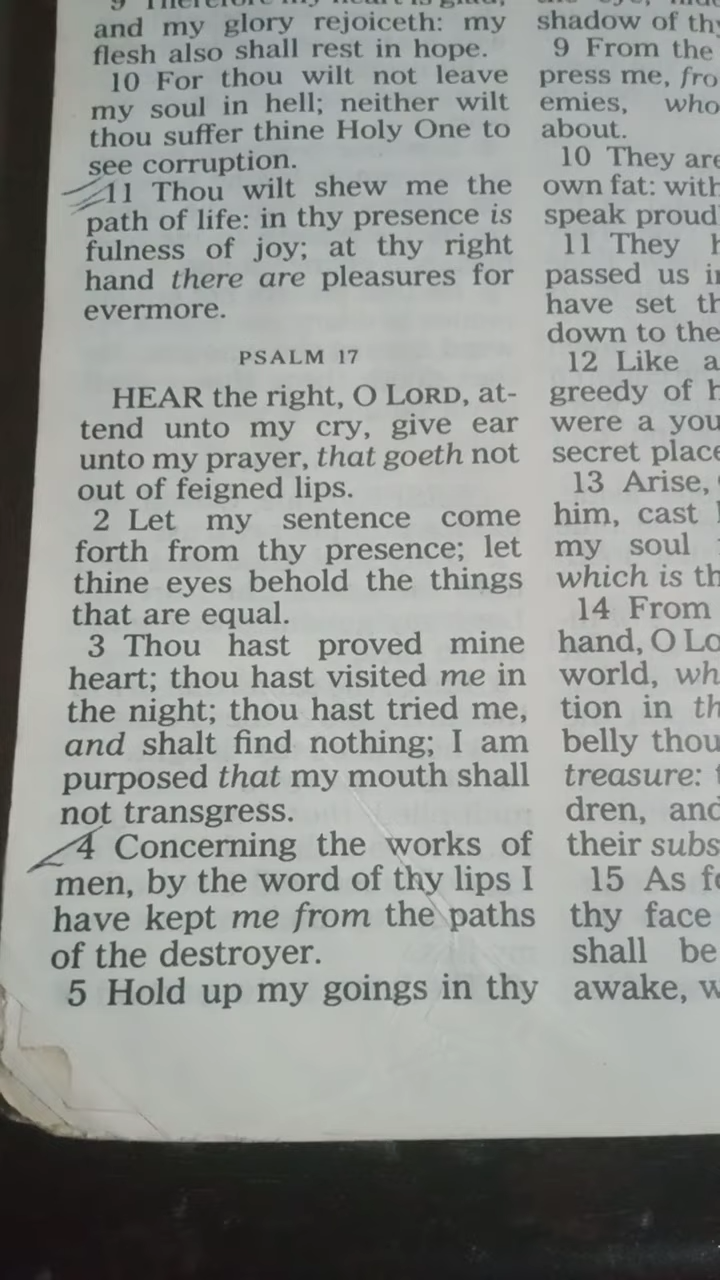 9 Therefore my heart is glad,
and my glory rejoiceth: my
flesh also shall rest in hope.
10 For thou wilt not leave
my soul in hell; neither wilt
thou suffer thine Holy One to
see corruption.
11 Thou wilt shew me the
path of life: in thy presence is
fulness of joy; at thy right
hand there are pleasures for
evermore.
PSALM 17
HEAR the right, O LORD, at-
tend unto my cry, give ear
unto my prayer, that goeth not
out of feigned lips.
2 Let my sentence come
forth from thy presence; let
thine eyes behold the things
that are equal.
3 Thou hast proved mine
heart; thou hast visited me in
the night; thou hast tried me,
and shalt find nothing; I am
purposed that my mouth shall
not transgress.
4 Concerning the works of
men, by the word of thy lips I
have kept me from the paths
of the destroyer.
5 Hold up my goings in thy
shadow of thy
9 From the
press me, fro
emies, who
about.
10 They are
own fat: with
speak proud
11 They h
passed us in
have set th
down to the
12 Like a
greedy of
were a you
secret place
13 Arise,
him, cast
my soul
which is th
14 From
hand, O Lo
world, wh
tion in th
belly thou
treasure:
dren, and
their subs
15 As fo
thy face
shall be
awake, w